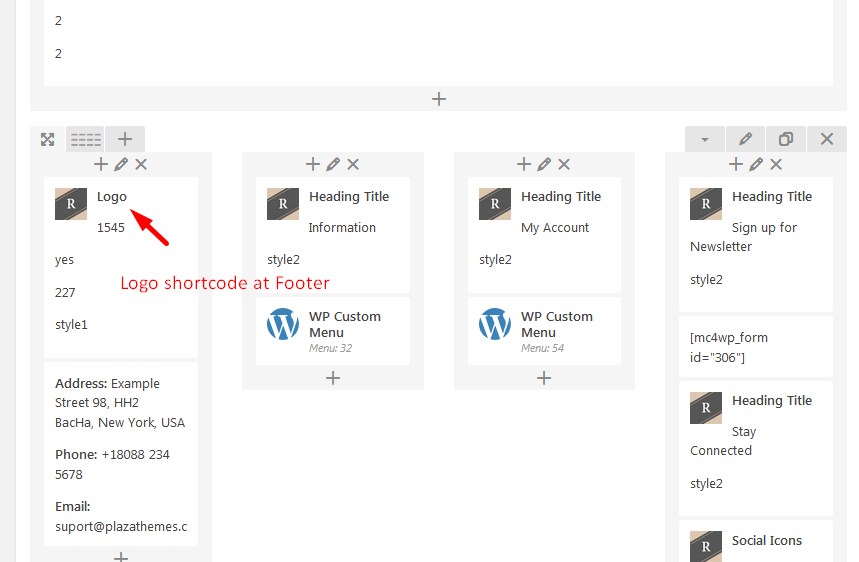 2
2
Logo
1545
yes
227
style1
Logo shortcode at Footer
Address: Example
Street 98, HH2
BacHa, New York, USA
Phone: +18088 234
5678
Email:
suport@plazathemes.c
R
Heading Title
Information
style2
WP Custom
Menu
Menu: 32
R
Heading Title
My Account
style2
WP Custom
Menu
Menu: 54
R
Heading Title
Sign up for
Newsletter
style2
[mc4wp_form
id="306"]
R
Heading Title
Stay
Connected
style2
R
Social Icons
R